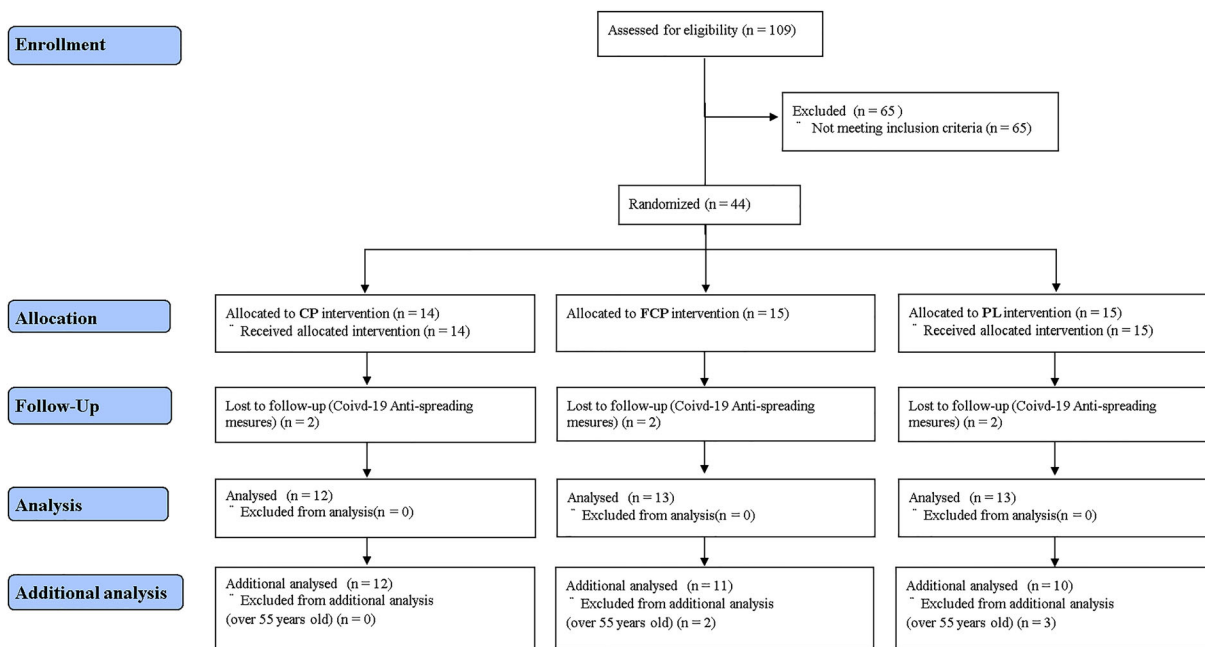 Enrollment
Assessed for eligibility (n = 109)
Excluded (n = 65 )
¨ Not meeting inclusion criteria (n = 65)
Randomized (n = 44)
Allocation
Allocated to CP intervention (n = 14)
¨ Received allocated intervention (n = 14)
Allocated to FCP intervention (n = 15)
Allocated to PL intervention (n = 15)
¨ Received allocated intervention (n = 15)
Follow-Up
Lost to follow-up (Coivd-19 Anti-spreading
mesures) (n = 2)
Lost to follow-up (Coivd-19 Anti-spreading
mesures) (n = 2)
Lost to follow-up (Coivd-19 Anti-spreading
mesures) (n = 2)
Analysis
Analysed (n = 12)
¨ Excluded from analysis(n = 0)
Analysed (n = 13)
¨ Excluded from analysis(n = 0)
Analysed (n = 13)
¨ Excluded from analysis(n = 0)
Additional analysis
Additional analysed (n = 12)
¨ Excluded from additional analysis
(over 55 years old) (n = 0)
Additional analysed (n = 11)
¨ Excluded from additional analysis
(over 55 years old) (n = 2)
Additional analysed (n = 10)
¨ Excluded from additional analysis
(over 55 years old) (n = 3)